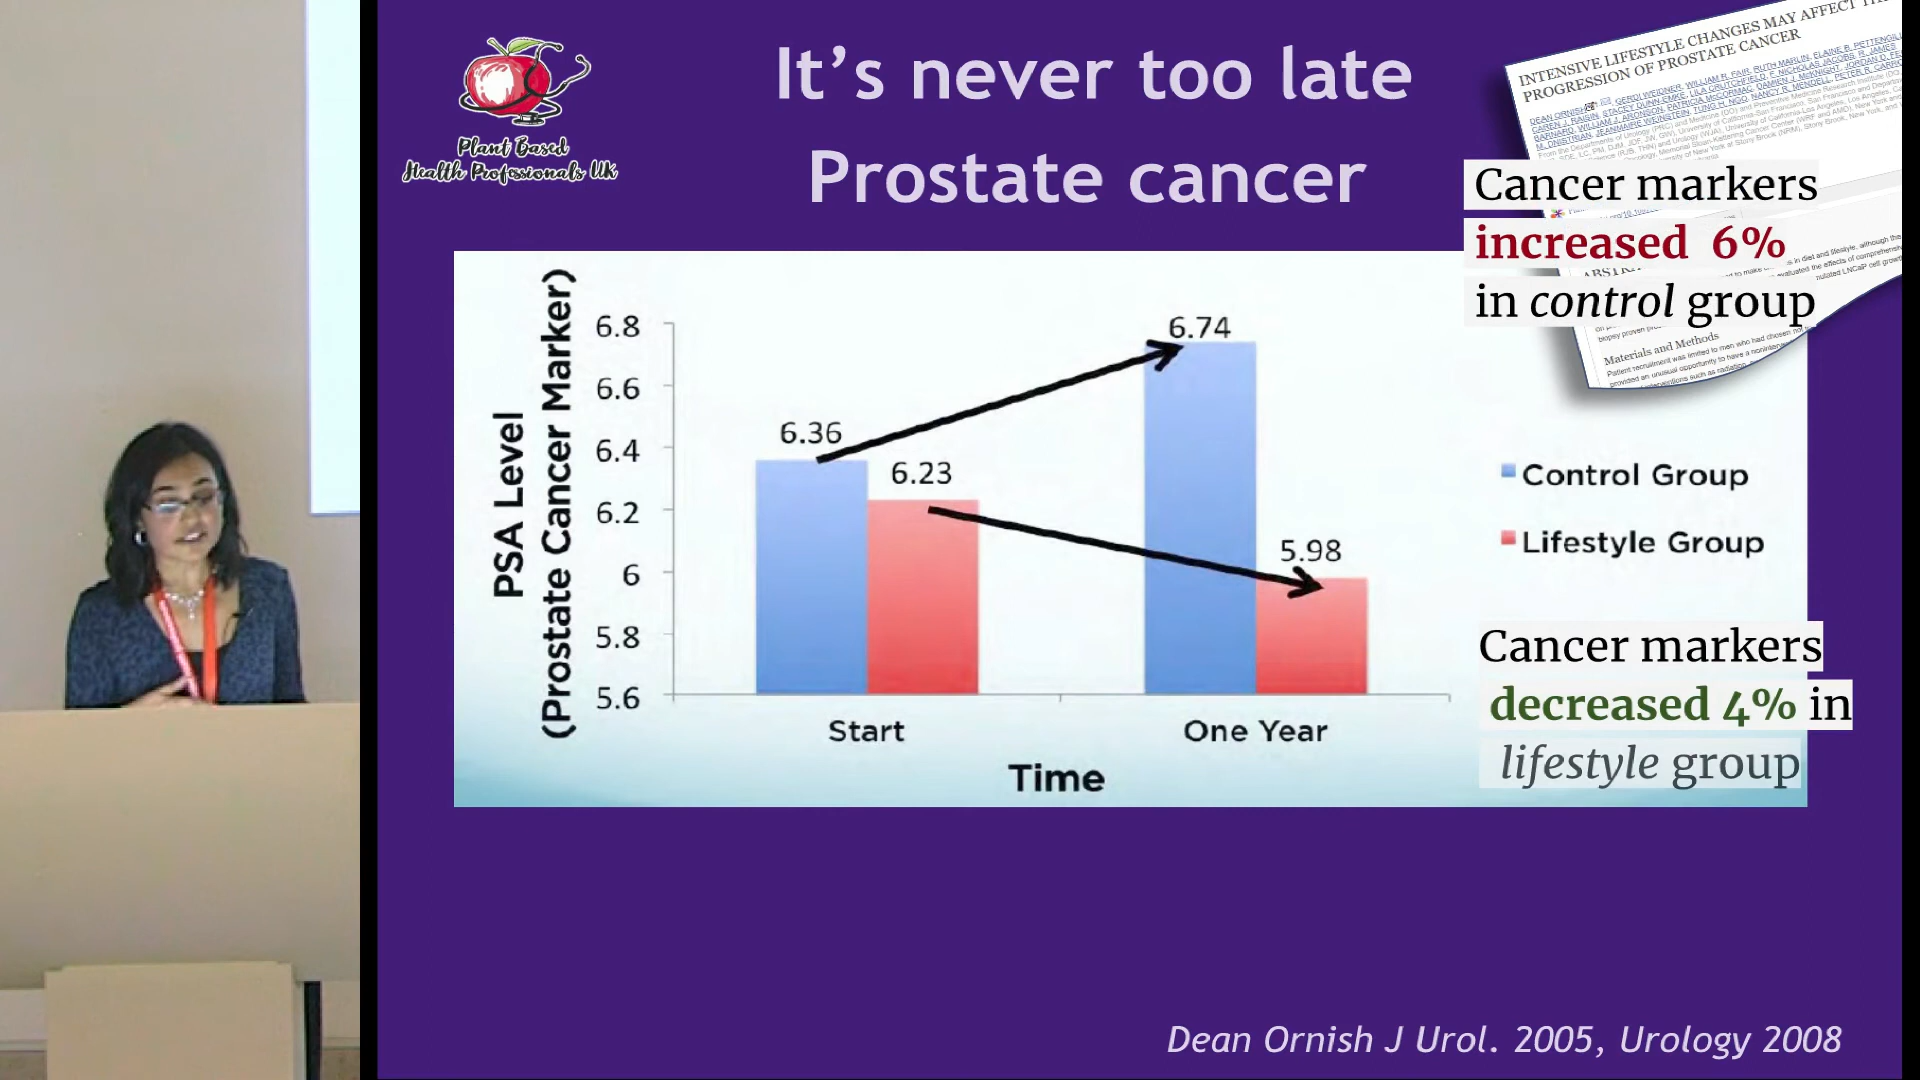 It's never too late
Prostate cancer
Plant Based
Health Professionals UK
INTENSIVE LIFESTYLE CHANGES MAY AFFECT
PROGRESSION OF PROSTATE CANCER
Cancer markers
increased 6%
in control group
Materials and Methods
PSA Level
(Prostate Cancer Marker)
6.8
6.6
6.4
6.2
6
5.8
5.6
6.36
6.23
6.74
5.98
Start
One Year
Time
Control Group
Lifestyle Group
Cancer markers
decreased 4% in
lifestyle group
Dean Ornish J Urol. 2005, Urology 2008